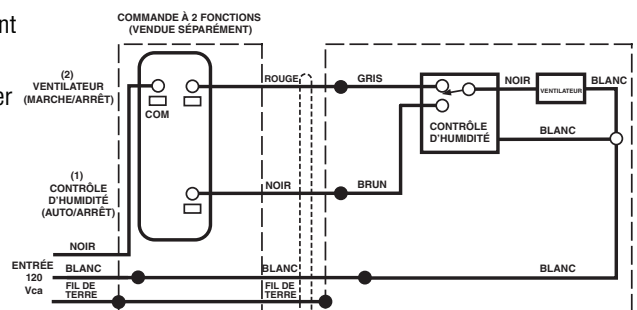 COMMANDE À 2 FONCTIONS
(VENDUE SÉPARÉMENT)
ent
er
(2)
VENTILATEUR
(MARCHE/ARRÊT)
COM
ROUGE
GRIS
NOIR
VENTILATEUR
BLANC
CONTRÔLE
D'HUMIDITÉ
BLANC
(1)
CONTRÔLE
D'HUMIDITÉ
(AUTO/ARRÊT)
NOIR
BRUN
NOIR
ENTRÉE
120
Vca
BLANC
BLANC
BLANC
FIL DE
TERRE
FIL DE
TERRE